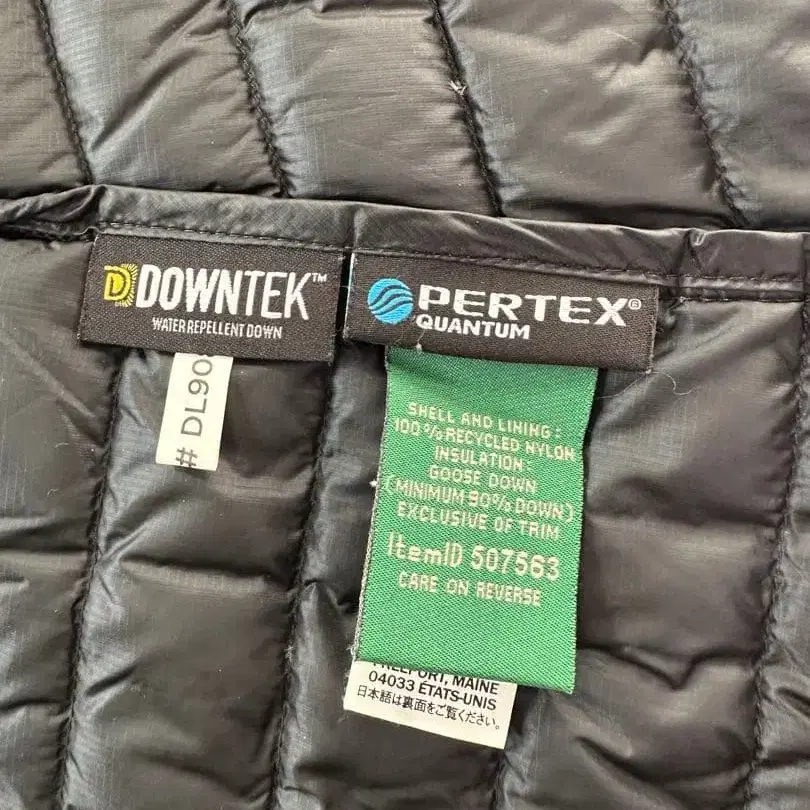 DOWNTEK™
WATER REPELLENT DOWN
# DL90
PERTEX®
QUANTUM
SHELL AND LINING:
100% RECYCLED NYLON
INSULATION:
GOOSE DOWN
(MINIMUM 90% DOWN)
EXCLUSIVE OF TRIM
ItemID 507563
CARE ON REVERSE
FREEPORT, MAINE
04033 ÉTATS-UNIS
日本語は裏面をご覧ください。